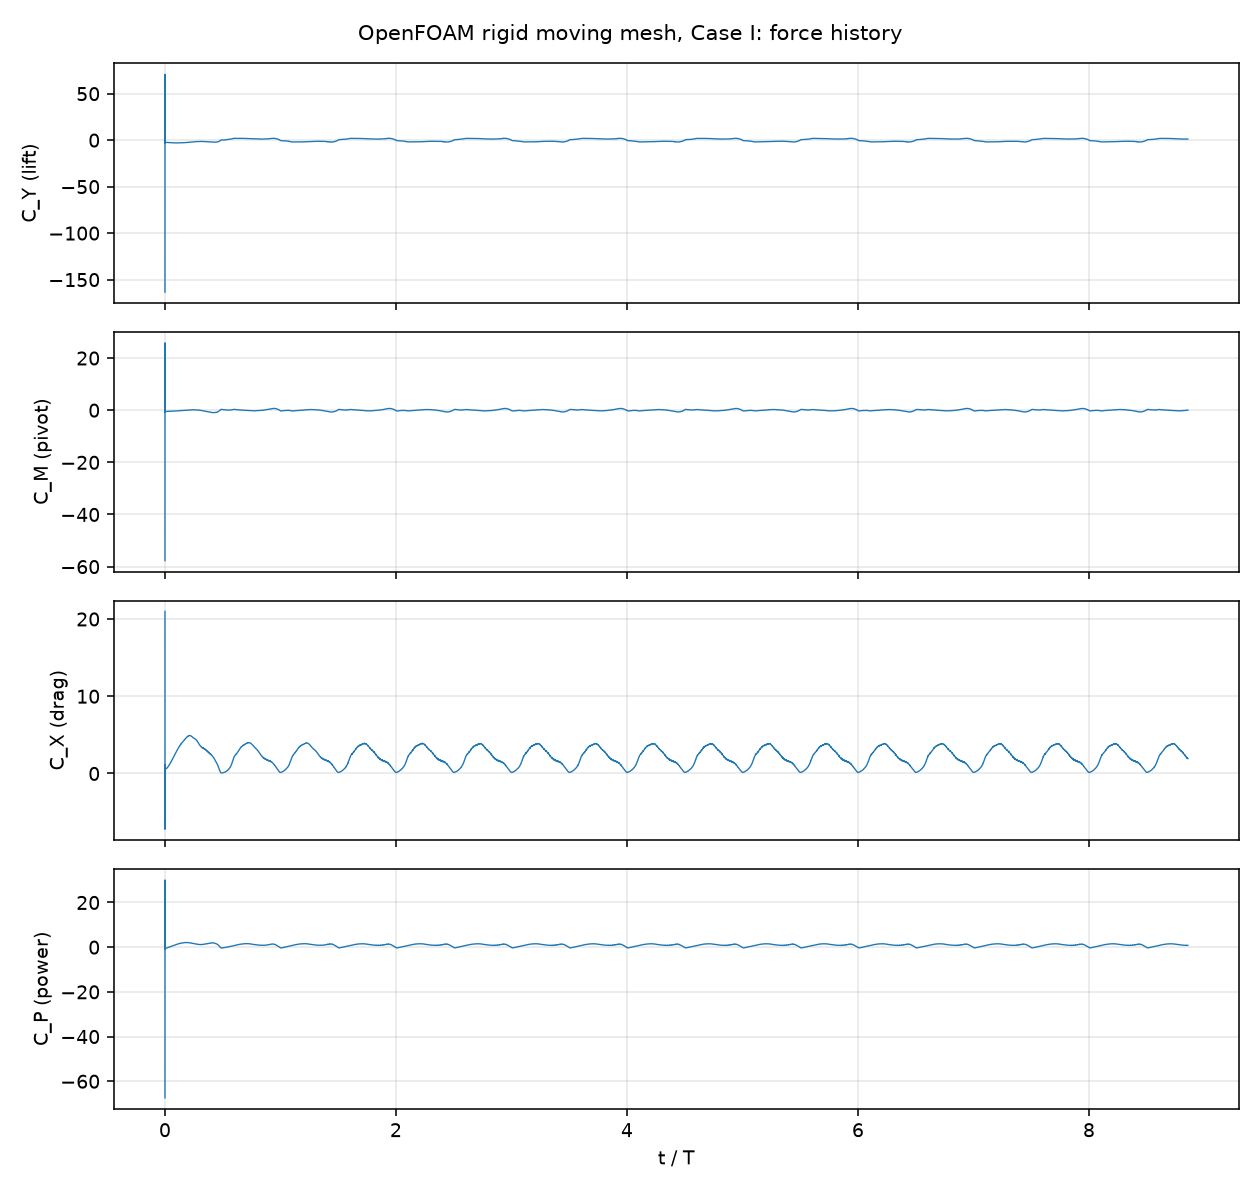 OpenFOAM rigid moving mesh, Case I: force history
50
0
−50
−100
−150
C_Y (lift)
20
0
−20
−40
−60
C_M (pivot)
20
10
0
C_X (drag)
20
0
−20
−40
−60
C_P (power)
0 2 4 6 8
t / T